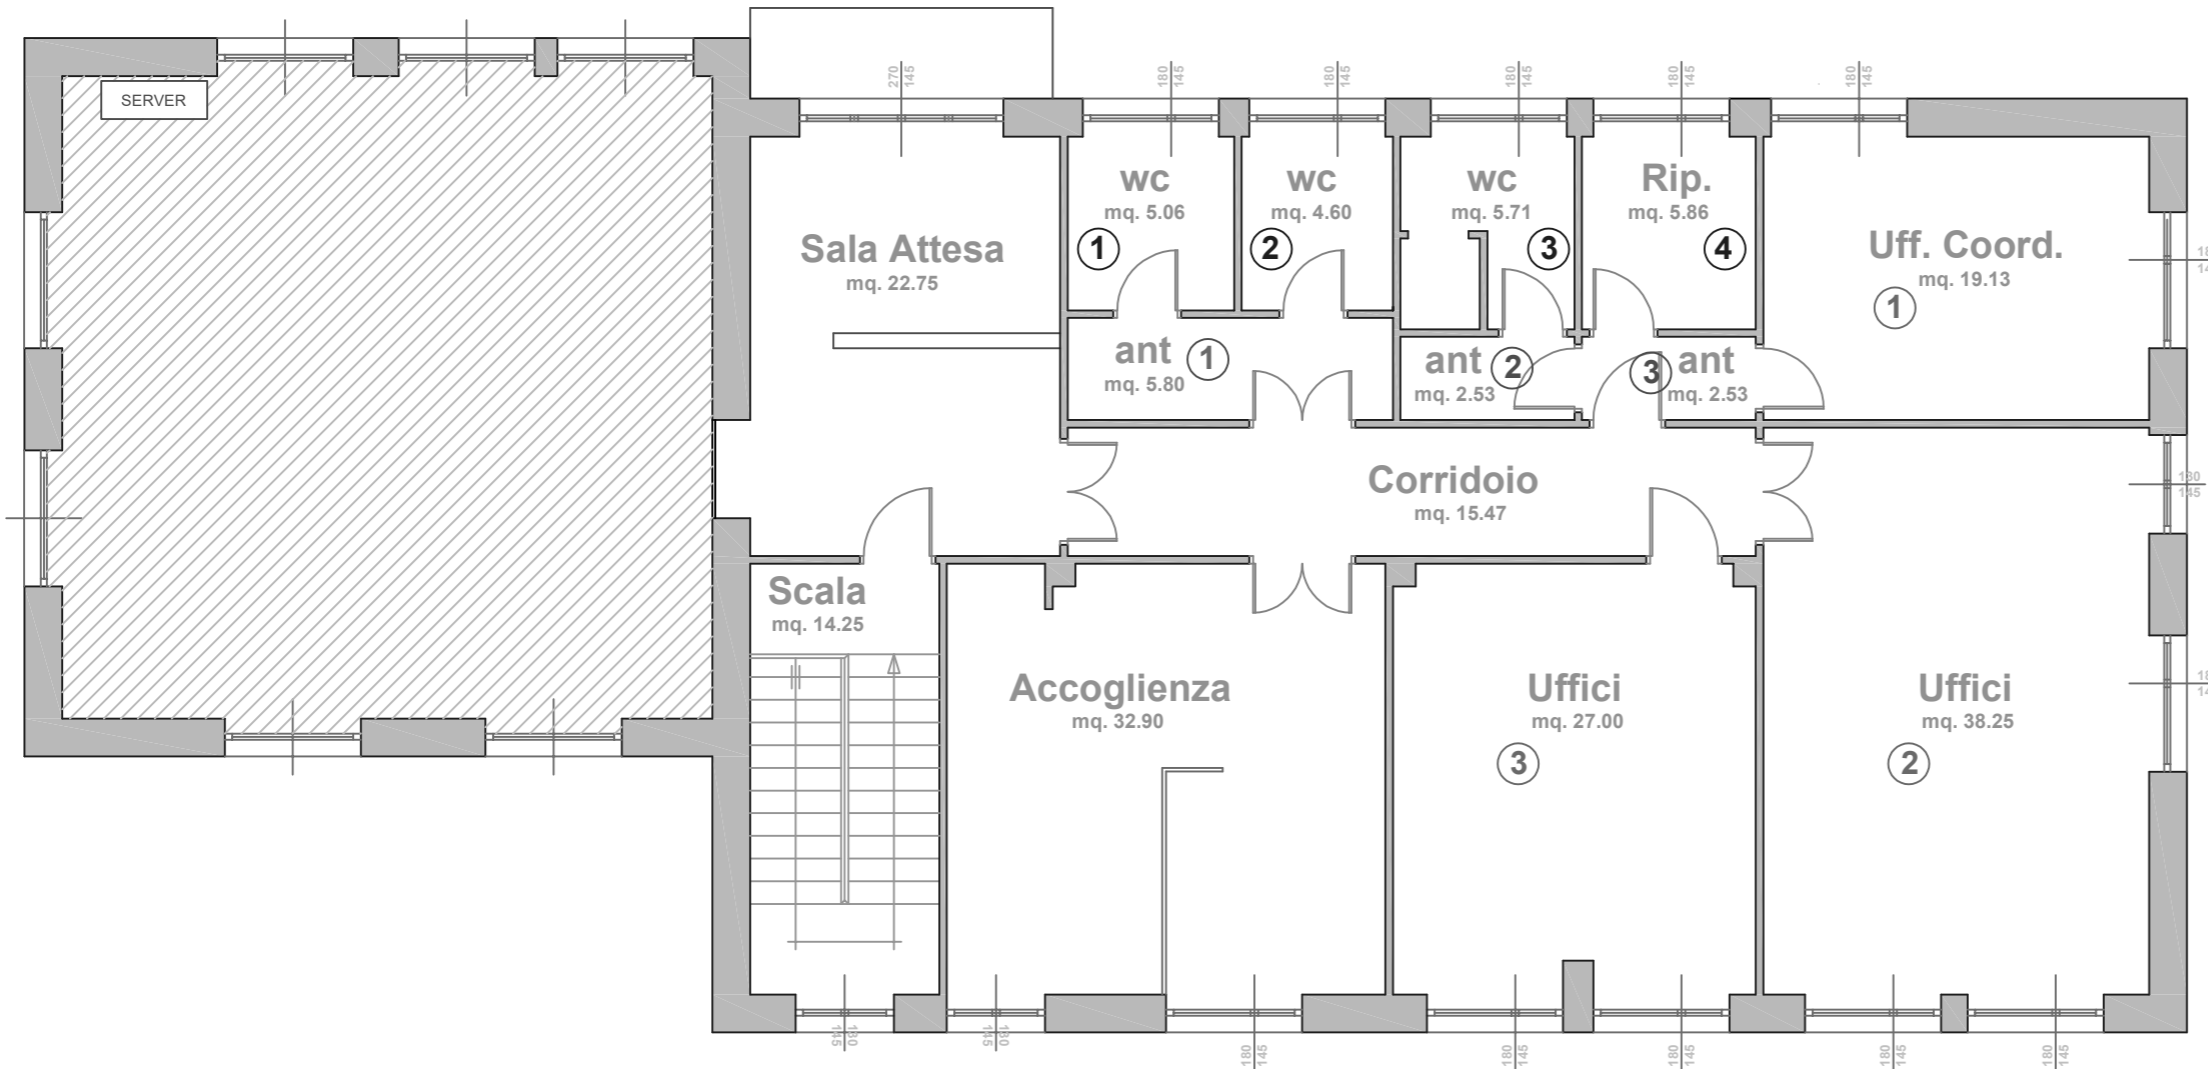 SERVER
270
145
180
145
180
145
180
145
180
145
180
145
wc
mq. 5.06
1
wc
mq. 4.60
2
wc
mq. 5.71
3
Rip.
mq. 5.86
4
Sala Attesa
mq. 22.75
Uff. Coord.
mq. 19.13
1
ant 1
mq. 5.80
ant 2
mq. 2.53
3 ant
mq. 2.53
Corridoio
mq. 15.47
145
Scala
mq. 14.25
Accoglienza
mq. 32.90
Uffici
mq. 27.00
3
Uffici
mq. 38.25
2
145
145
180
145
180
145
180
145
180
145
180
145